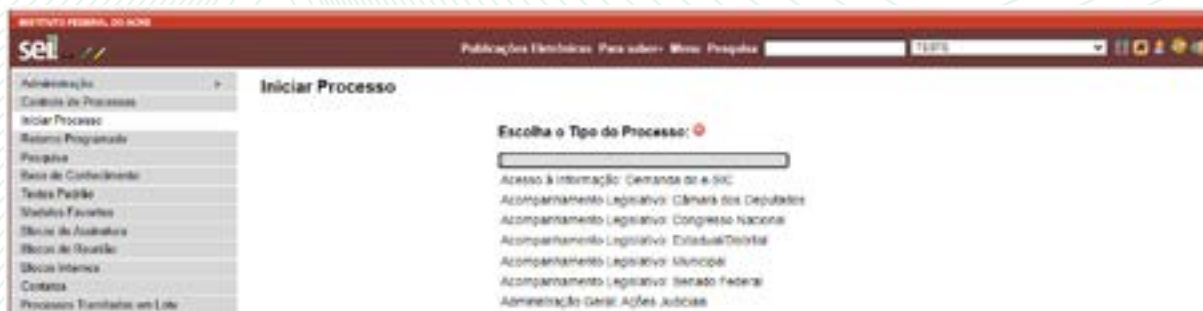 INSTITUTO FEDERAL DO ACRE
sei!
Publicações Eletrônicas Para saber+ Menu Pesquisa TESTE
Administração
Controle de Processos
Iniciar Processo
Retorno Programado
Pesquisa
Base de Conhecimento
Textos Padrão
Modelos Favoritos
Blocos de Assinatura
Blocos de Reunião
Blocos Internos
Contatos
Processos Tramitados em Lote
Iniciar Processo
Escolha o Tipo do Processo:
Acesso à Informação: Demanda do e-SIC
Acompanhamento Legislativo: Câmara dos Deputados
Acompanhamento Legislativo: Congresso Nacional
Acompanhamento Legislativo: Estadual/Distrital
Acompanhamento Legislativo: Municipal
Acompanhamento Legislativo: Senado Federal
Administração Geral: Ações Judiciais